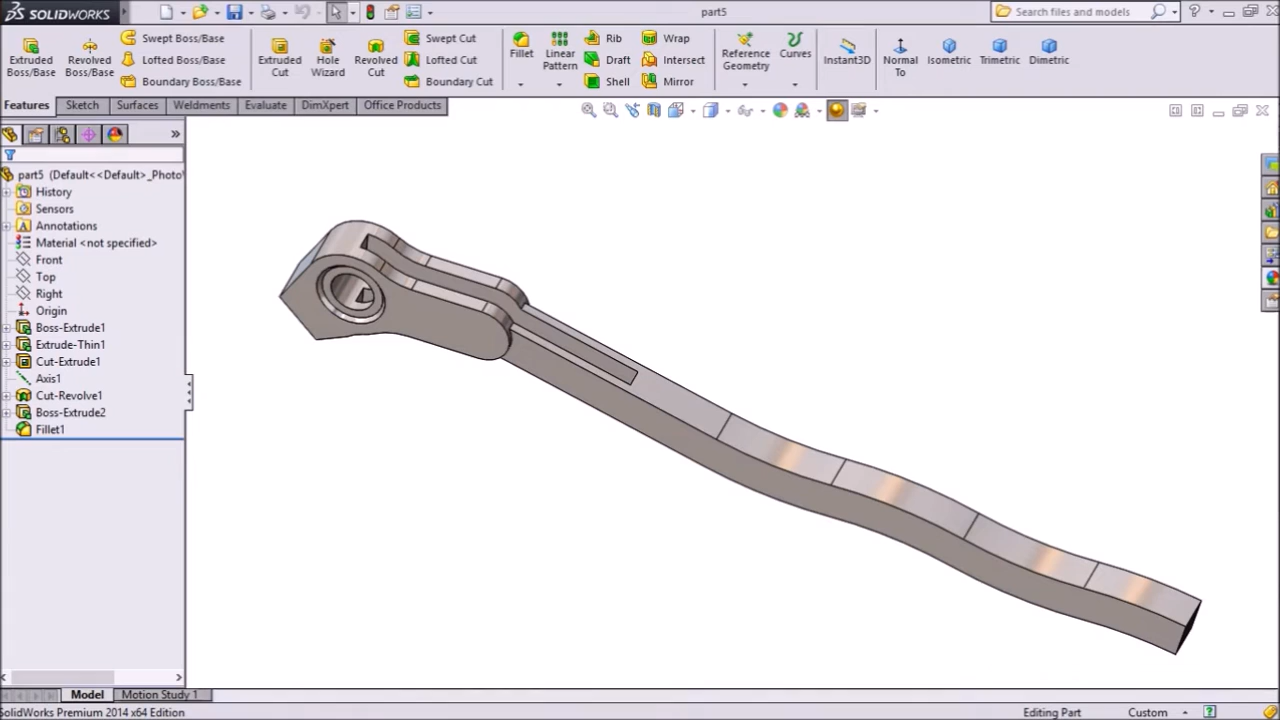 SOLIDWORKS
part5
Search files and models
Extruded Boss/Base
Revolved Boss/Base
Swept Boss/Base
Lofted Boss/Base
Boundary Boss/Base
Extruded Cut
Hole Wizard
Revolved Cut
Swept Cut
Lofted Cut
Boundary Cut
Fillet
Linear Pattern
Rib
Draft
Shell
Wrap
Intersect
Mirror
Reference Geometry
Curves
Instant3D
Normal To
Isometric
Trimetric
Dimetric
Features
Sketch
Surfaces
Weldments
Evaluate
DimXpert
Office Products
part5 (Default<<Default>_Photo
History
Sensors
Annotations
Material <not specified>
Front
Top
Right
Origin
Boss-Extrude1
Extrude-Thin1
Cut-Extrude1
Axis1
Cut-Revolve1
Boss-Extrude2
Fillet1
Model
Motion Study 1
SolidWorks Premium 2014 x64 Edition
Editing Part
Custom